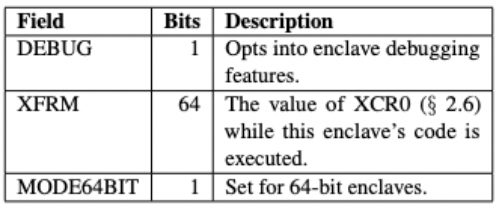 Field Bits Description
DEBUG 1 Opts into enclave debugging
features.
XFRM 64 The value of XCR0 (§ 2.6)
while this enclave's code is
executed.
MODE64BIT 1 Set for 64-bit enclaves.